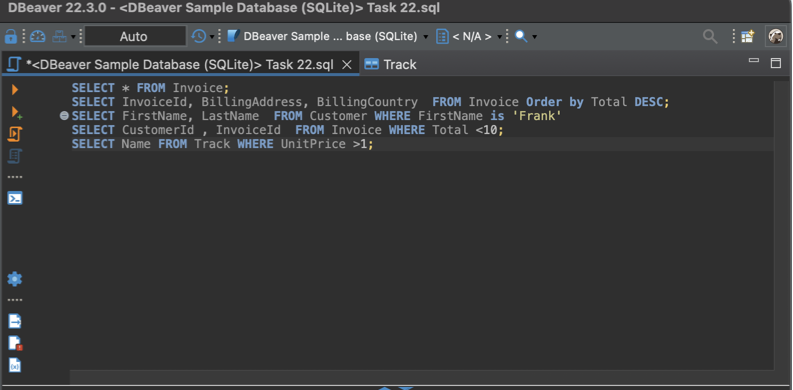 DBeaver 22.3.0 - <DBeaver Sample Database (SQLite)> Task 22.sql
Auto DBeaver Sample ... base (SQLite) < N/A >
*<DBeaver Sample Database (SQLite)> Task 22.sql Track
SELECT * FROM Invoice;
SELECT InvoiceId, BillingAddress, BillingCountry  FROM Invoice Order by Total DESC;
SELECT FirstName, LastName  FROM Customer WHERE FirstName is 'Frank'
SELECT CustomerId , InvoiceId  FROM Invoice WHERE Total <10;
SELECT Name FROM Track WHERE UnitPrice >1;